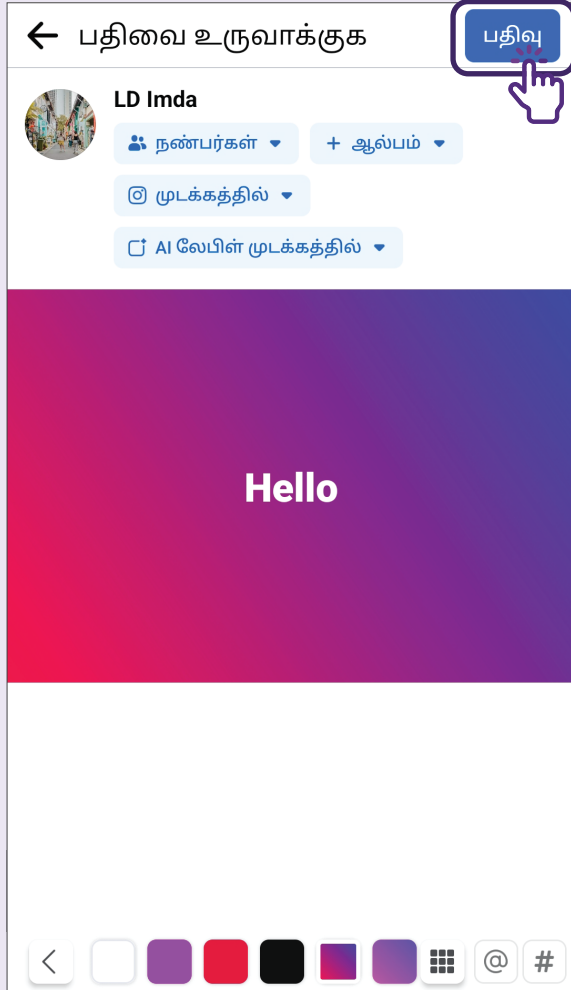 பதிவை உருவாக்குக
பதிவு
LD Imda
நண்பர்கள்
+ ஆல்பம்
முடக்கத்தில்
AI லேபிள் முடக்கத்தில்
Hello
@ #